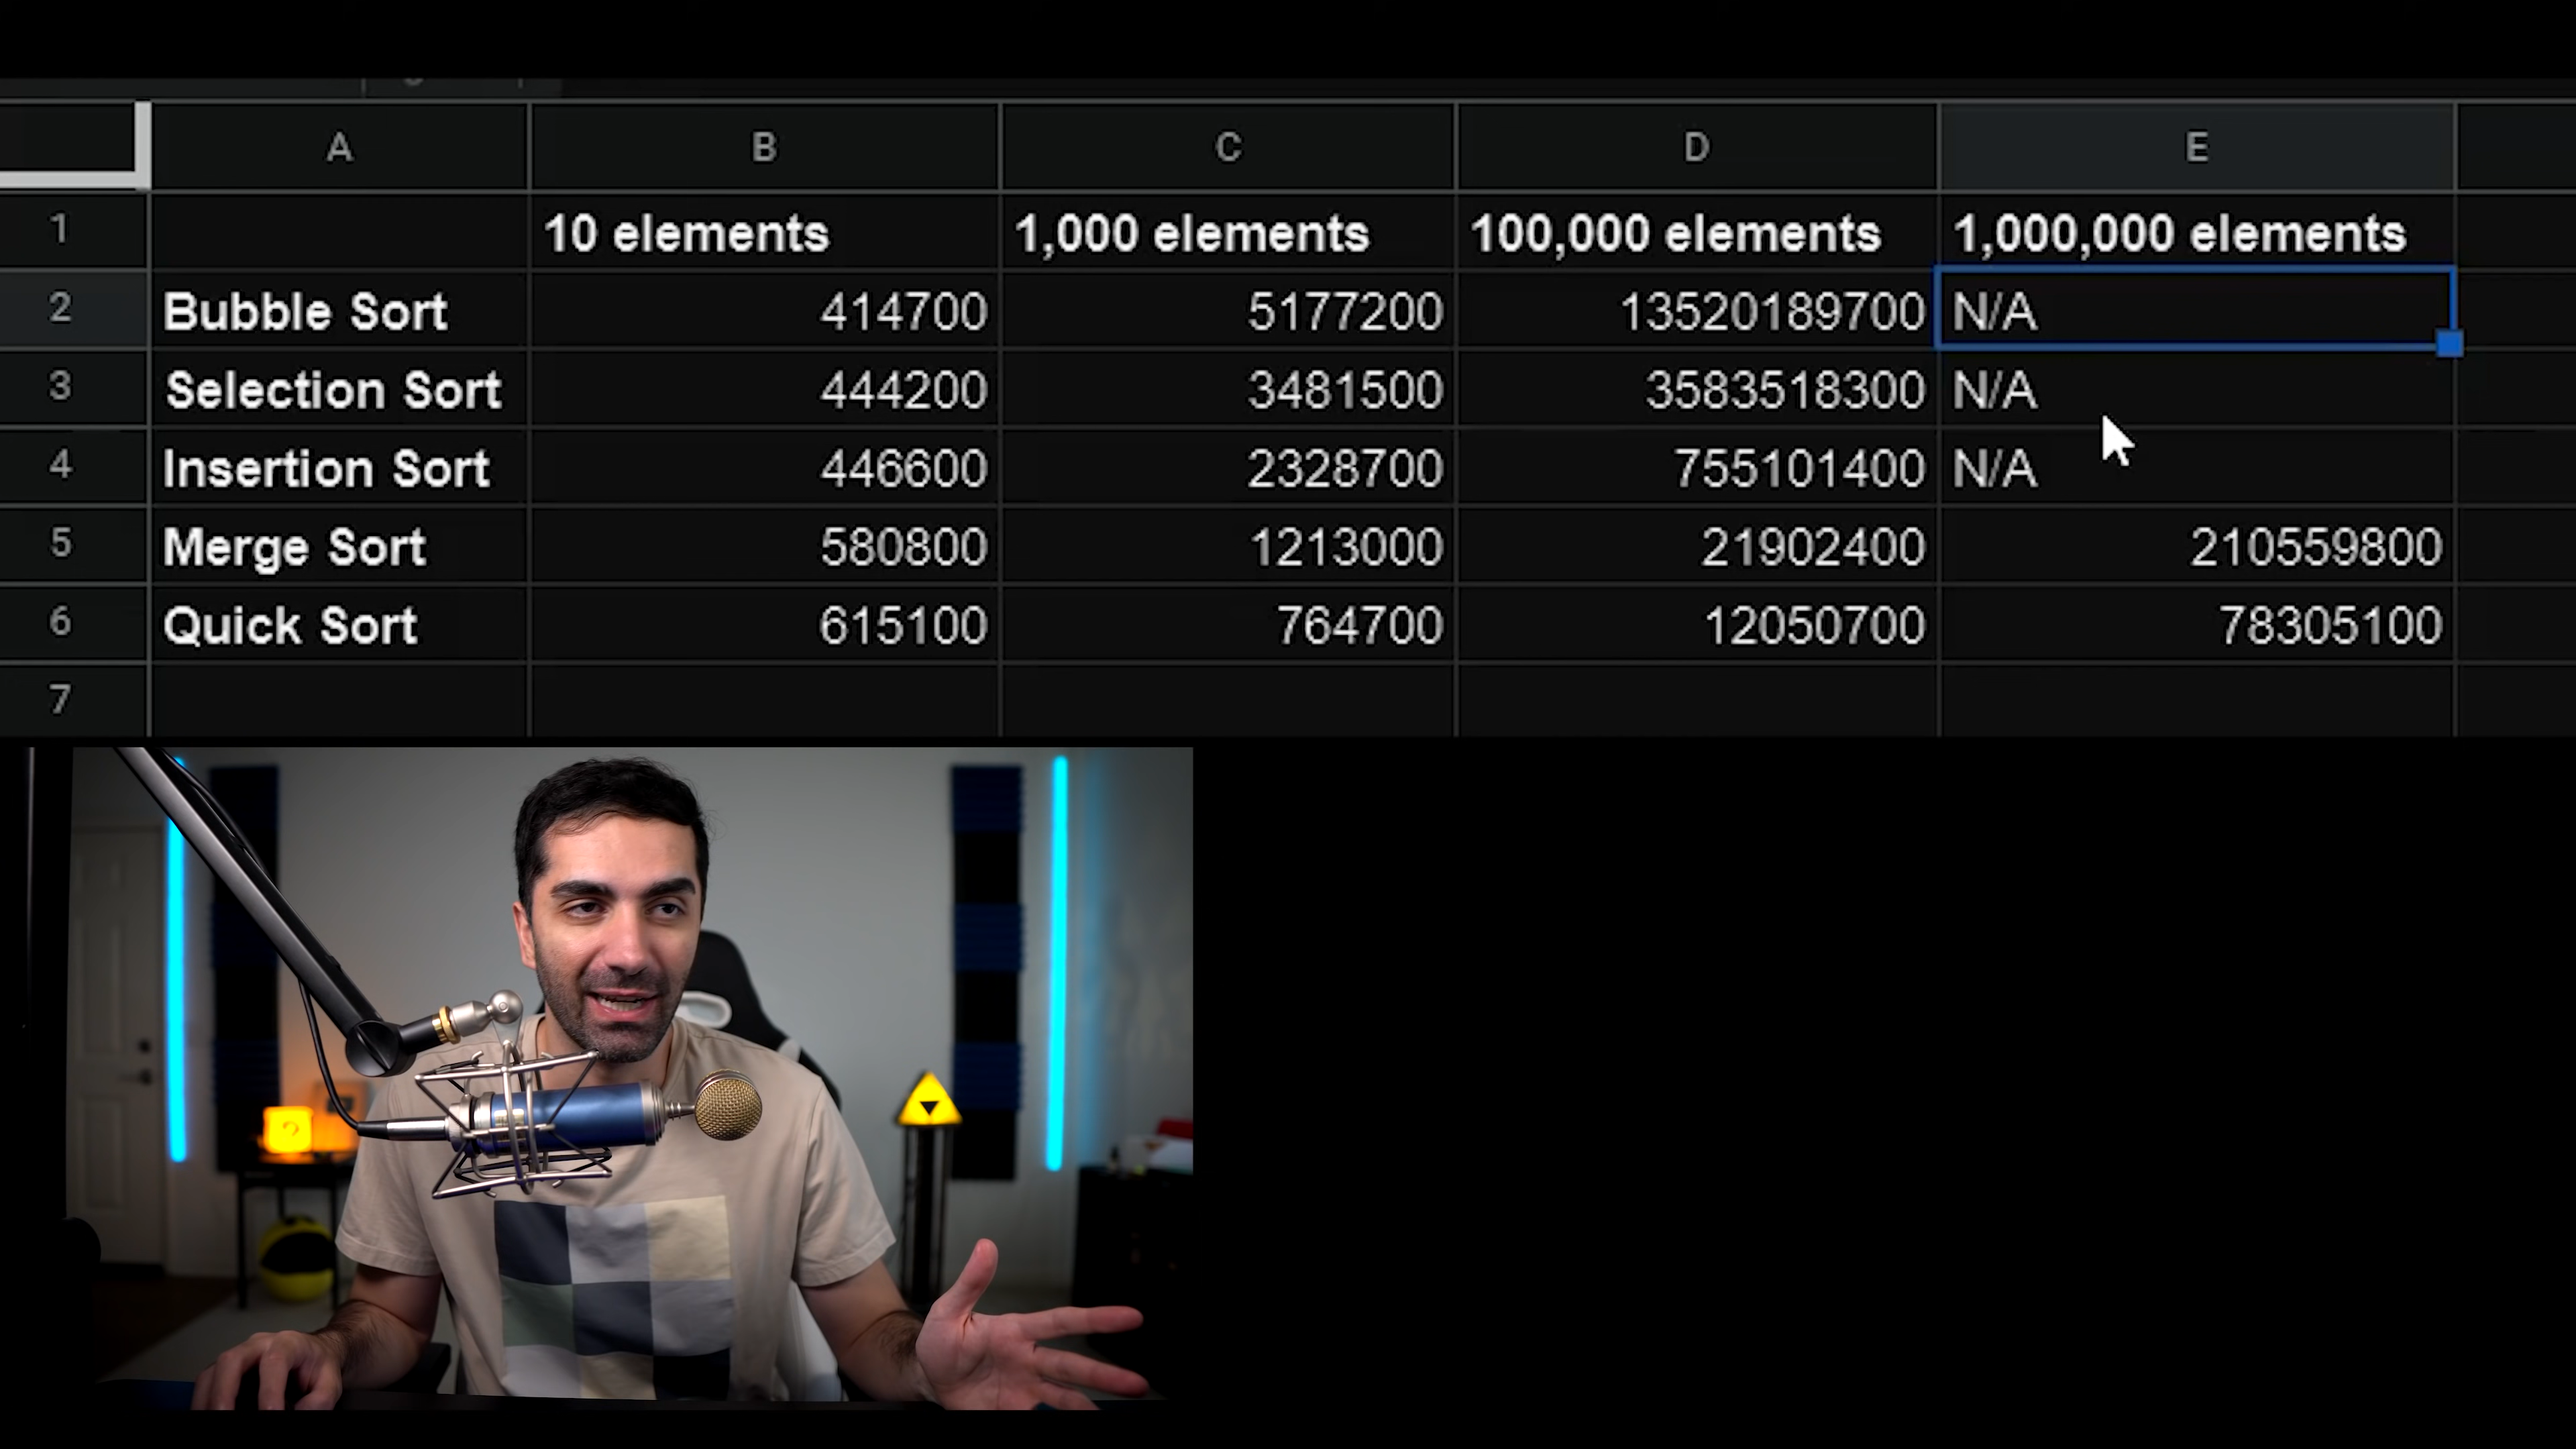 A B C D E
1 10 elements 1,000 elements 100,000 elements 1,000,000 elements
2 Bubble Sort 414700 5177200 13520189700 N/A
3 Selection Sort 444200 3481500 3583518300 N/A
4 Insertion Sort 446600 2328700 755101400 N/A
5 Merge Sort 580800 1213000 21902400 210559800
6 Quick Sort 615100 764700 12050700 78305100
7
?